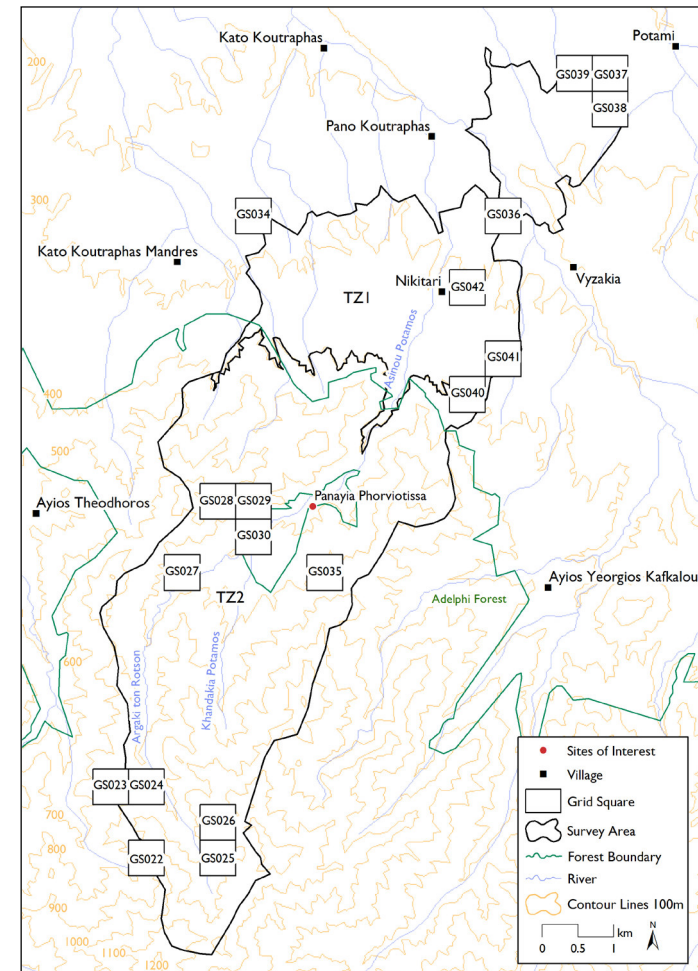 Kato Koutraphas
Potami
200
GS039
GS037
GS038
Pano Koutraphas
300
GS034
GS036
Kato Koutraphas Mandres
Vyzakia
Nikitari
GS042
TZ1
Asinou Potamos
GS041
400
GS040
500
Ayios Theodhoros
GS028
GS029
Panayia Phorviotissa
GS030
GS027
GS035
TZ2
Ayios Yeorgios Kafkalou
Adelphi Forest
600
Argaki ton Rotson
Khandakia Potamos
GS023
GS024
700
GS026
800
GS022
GS025
900
1000
1100
1200
Sites of Interest
Village
Grid Square
Survey Area
Forest Boundary
River
Contour Lines 100m
km
N
0 0.5 1